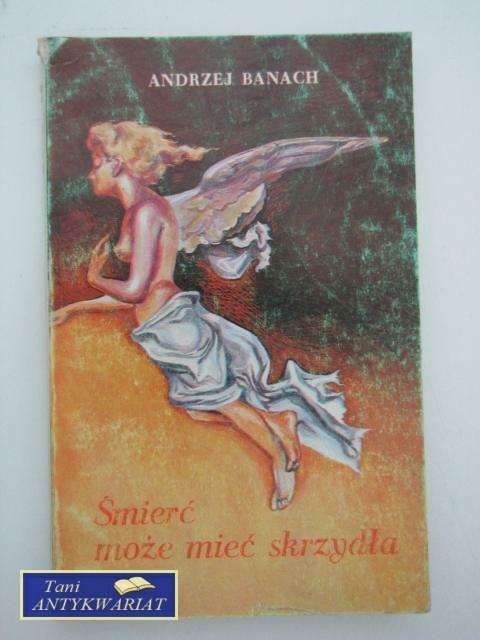 ANDRZEJ BANACH
Śmierć
może mieć skrzydła
Tani
ANTYKWARIAT